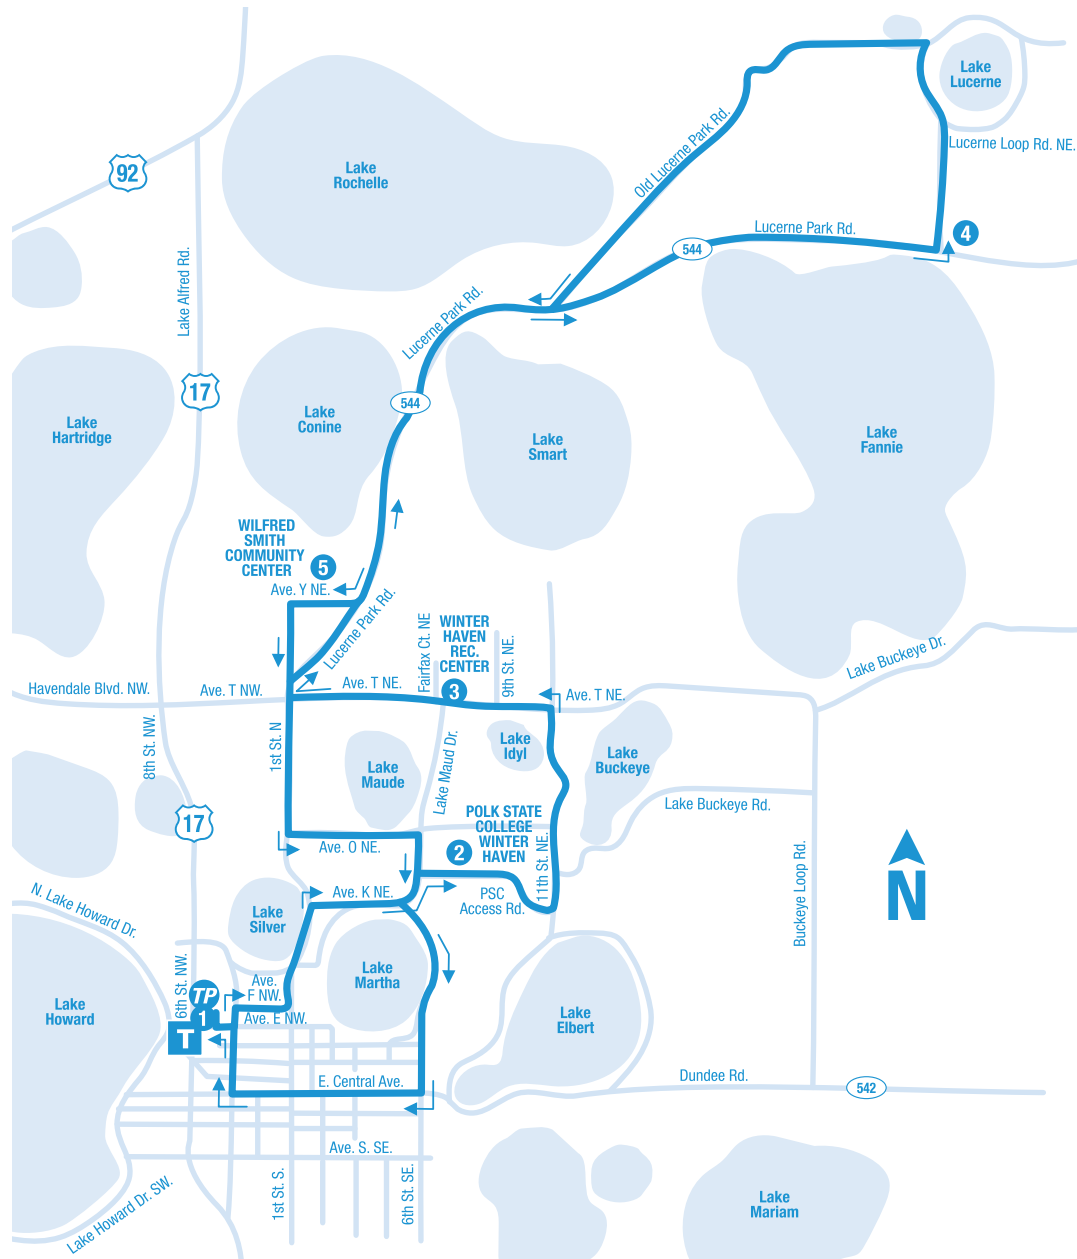 Lake
Lucerne
Lucerne Loop Rd. NE.
Old Lucerne Park Rd.
92
Lake
Rochelle
Lucerne Park Rd.
4
544
Lake Alfred Rd.
Lucerne Park Rd.
17
544
Lake
Hartridge
Lake
Conine
Lake
Smart
Lake
Fannie
WILFRED
SMITH
COMMUNITY
CENTER
5
Ave. Y NE.
Lucerne Park Rd.
Fairfax Ct. NE
WINTER
HAVEN
REC.
CENTER
3
9th St. NE.
Lake Buckeye Dr.
Havendale Blvd. NW.
Ave. T NW.
Ave. T NE.
Ave. T NE.
8th St. NW.
1st St. N
Lake
Maude
Lake Maud Dr.
Lake
Idyl
Lake
Buckeye
Lake Buckeye Rd.
17
POLK STATE
COLLEGE
WINTER
HAVEN
2
Ave. O NE.
11th St. NE.
Buckeye Loop Rd.
N
N. Lake Howard Dr.
Ave. K NE.
PSC
Access Rd.
Lake
Silver
Lake
Martha
6th St. NW.
Ave.
F NW.
TP
1
T
Ave. E NW.
Lake
Howard
Lake
Elbert
E. Central Ave.
Dundee Rd.
542
Ave. S. SE.
1st St. S.
6th St. SE.
Lake Howard Dr. SW.
Lake
Mariam